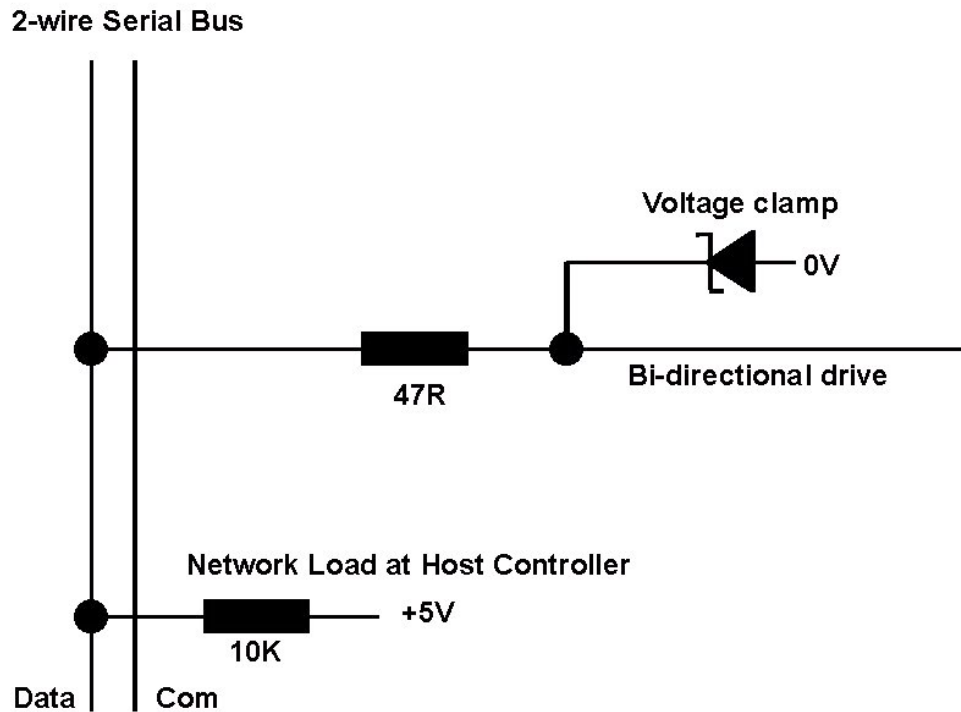 2-wire Serial Bus
Voltage clamp
0V
47R
Bi-directional drive
Network Load at Host Controller
+5V
10K
Data
Com